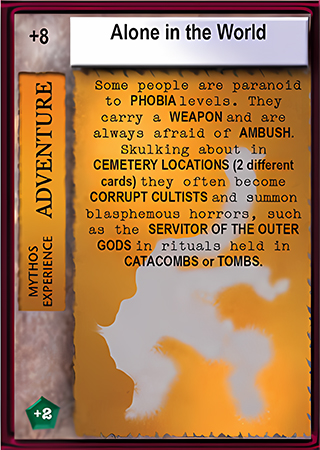 +8
Alone in the World
MYTHOS EXPERIENCE
ADVENTURE
Some people are paranoid
to PHOBIA levels. They
carry a WEAPON and are
always afraid of AMBUSH.
Skulking about in
CEMETERY LOCATIONS (2 different
cards) they often become
CORRUPT CULTISTS and summon
blasphemous horrors, such
as the SERVITOR OF THE OUTER
GODS in rituals held in
CATACOMBS or TOMBS.
+2